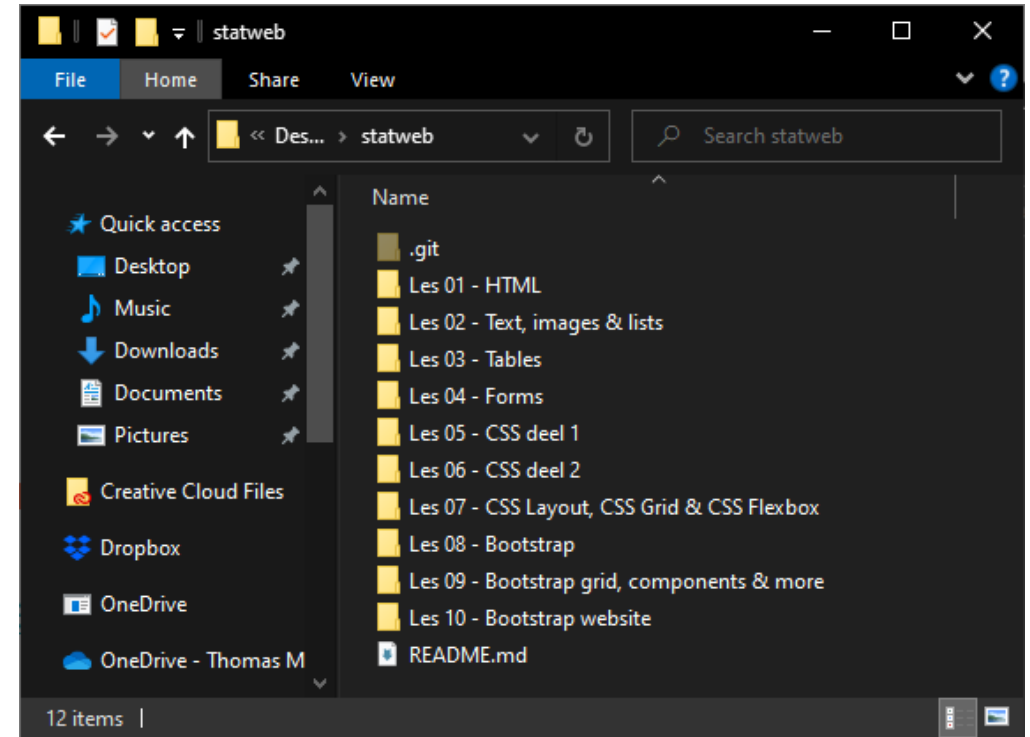 statweb
File Home Share View
« Des... › statweb Search statweb
Name
Quick access
Desktop
Music
Downloads
Documents
Pictures
Creative Cloud Files
Dropbox
OneDrive
OneDrive - Thomas M
.git
Les 01 - HTML
Les 02 - Text, images & lists
Les 03 - Tables
Les 04 - Forms
Les 05 - CSS deel 1
Les 06 - CSS deel 2
Les 07 - CSS Layout, CSS Grid & CSS Flexbox
Les 08 - Bootstrap
Les 09 - Bootstrap grid, components & more
Les 10 - Bootstrap website
README.md
12 items